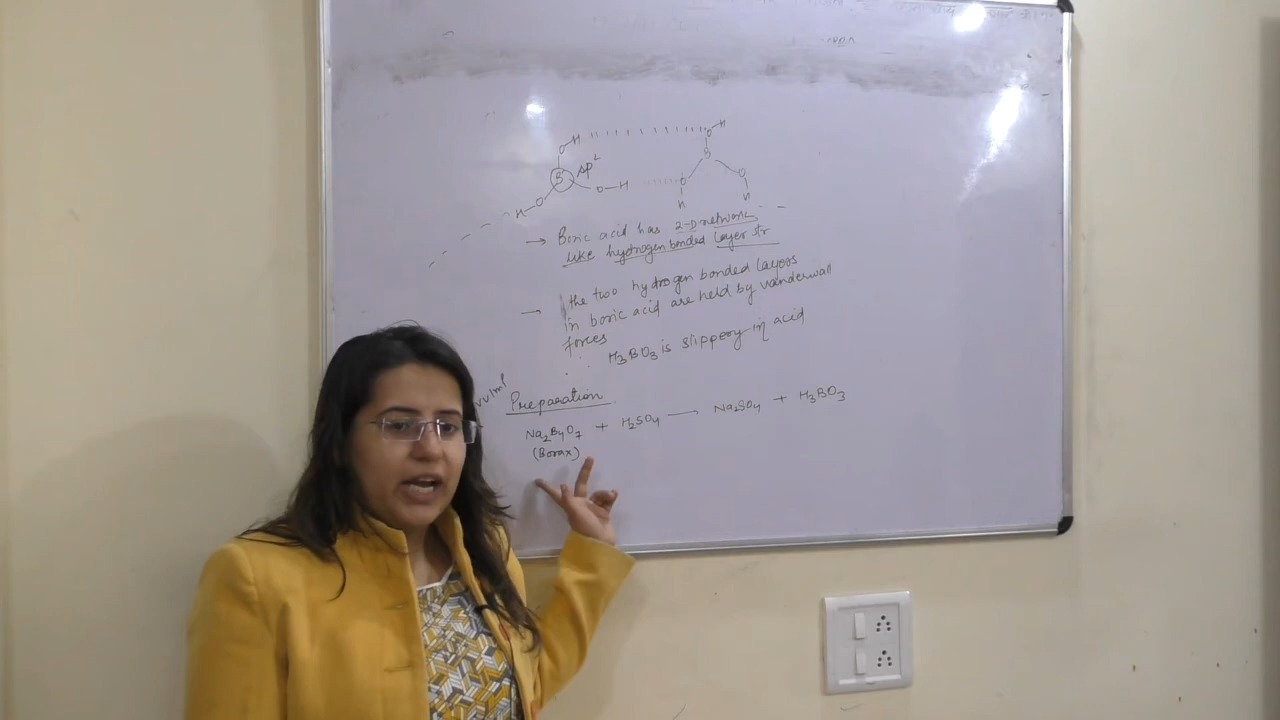 H
O
H
O
B
sp²
B
O
O—H
O
O
H
H
H
→ Boric acid has 2-D network
like hydrogen bonded layer str
→ the two hydrogen bonded layers
in boric acid are held by vanderwall
forces
∴ H₃BO₃ is slippery in acid
Preparation
Na₂B₄O₇ + H₂SO₄ → Na₂SO₄ + H₃BO₃
(Borax)